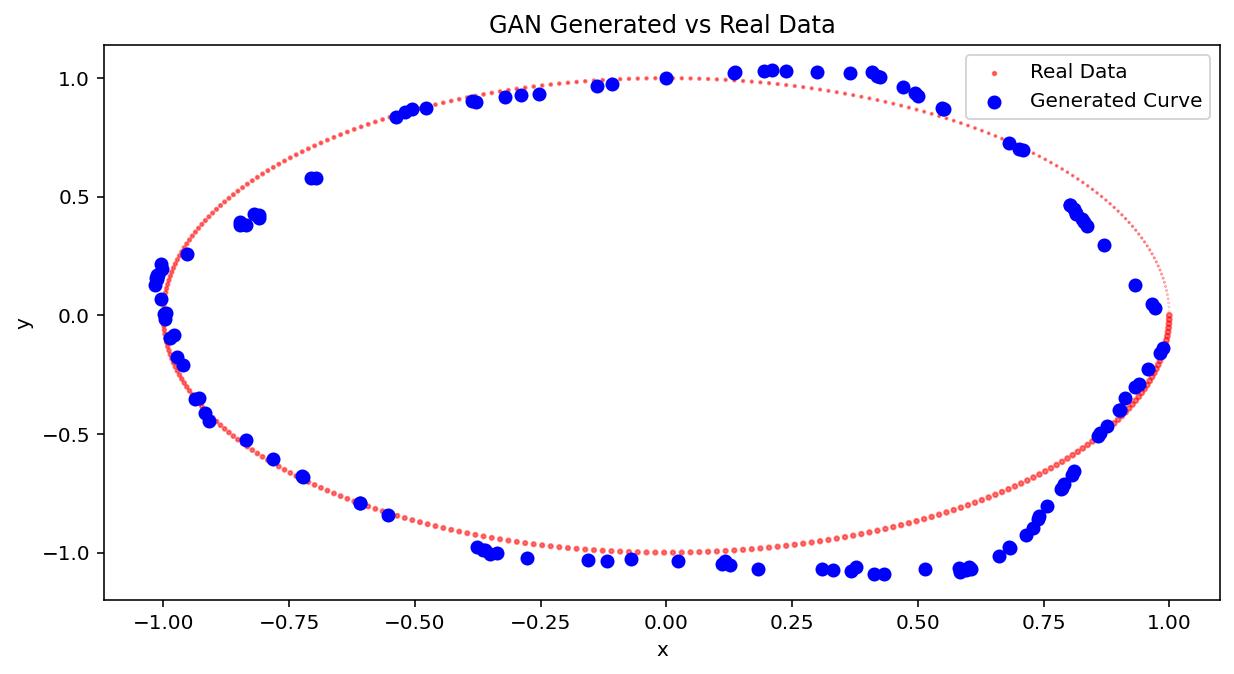 GAN Generated vs Real Data
Real Data
Generated Curve
1.0
0.5
0.0
−0.5
−1.0
y
−1.00 −0.75 −0.50 −0.25 0.00 0.25 0.50 0.75 1.00
x